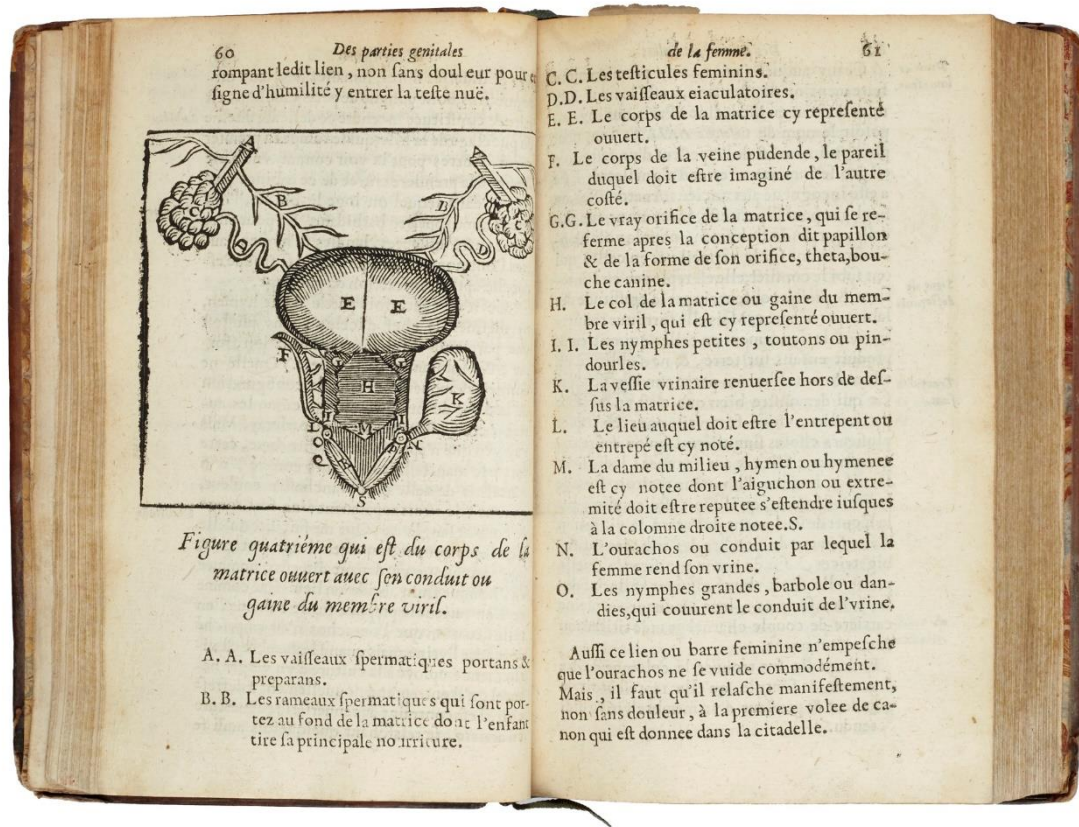 60 Des parties genitales
rompant ledit lien, non ſans doul eur pour
ſigne d'humilité y entrer la teſte nuë.
B
D
E E
F
G G
H
K
I I
M
L
O
N
S
Figure quatriéme qui eſt du corps de la
matrice ouuert auec ſon conduit ou
gaine du membre viril.
A. A. Les vaiſſeaux ſpermatiques portans &
preparans.
B. B. Les rameaux ſpermatiques qui ſont por-
tez au fond de la matrice dont l'enfant
tire ſa principale nourriture.
de la femme. 61
C. C. Les teſticules feminins.
D.D. Les vaiſſeaux eiaculatoires.
E. E. Le corps de la matrice cy repreſenté
ouuert.
F. Le corps de la veine pudende, le pareil
duquel doit eſtre imaginé de l'autre
coſté.
G.G. Le vray orifice de la matrice, qui ſe re-
ferme apres la conception dit papillon
& de la forme de ſon orifice, theta,bou-
che canine.
H. Le col de la matrice ou gaine du mem-
bre viril, qui eſt cy repreſenté ouuert.
I. I. Les nymphes petites, toutons ou pin-
dourles.
K. La veſſie vrinaire renuerſee hors de deſ-
ſus la matrice.
L. Le lieu auquel doit eſtre l'entrepent ou
entrepé eſt cy noté.
M. La dame du milieu, hymen ou hymenee
eſt cy notee dont l'aiguchon ou extre-
mité doit eſtre reputee s'eſtendre iuſques
à la colomne droite notee.S.
N. L'ourachos ou conduit par lequel la
femme rend ſon vrine.
O. Les nymphes grandes, barbole ou dan-
dies,qui couurent le conduit de l'vrine.
Auſſi ce lien ou barre feminine n'empeſche
que l'ourachos ne ſe vuide commodément.
Mais, il faut qu'il relaſche manifeſtement,
non ſans douleur, à la premiere volee de ca-
non qui eſt donnee dans la citadelle.